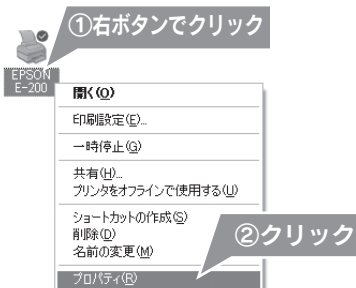 ①右ボタンでクリック
EPSON
E-200
開く(O)
印刷設定(E)...
一時停止(G)
共有(H)...
プリンタをオフラインで使用する(U)
ショートカットの作成(S)
削除(D)
名前の変更(M)
②クリック
プロパティ(R)